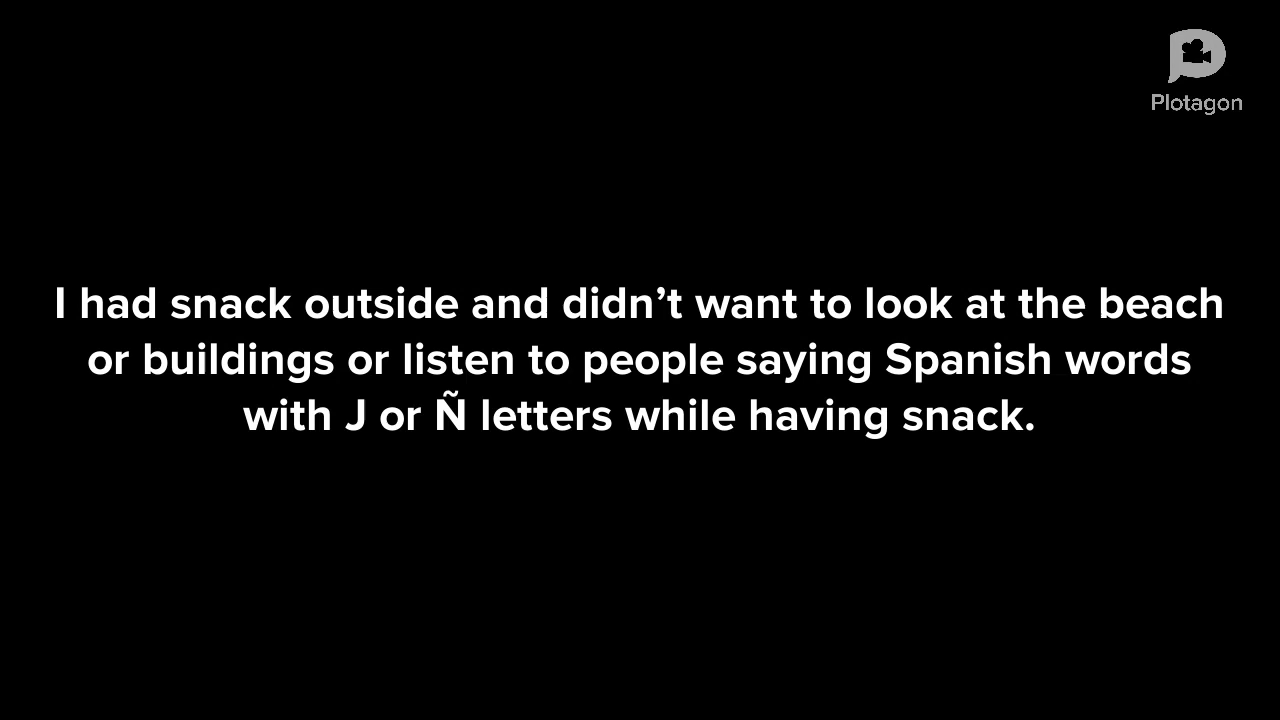 Plotagon
I had snack outside and didn’t want to look at the beach
or buildings or listen to people saying Spanish words
with J or Ñ letters while having snack.